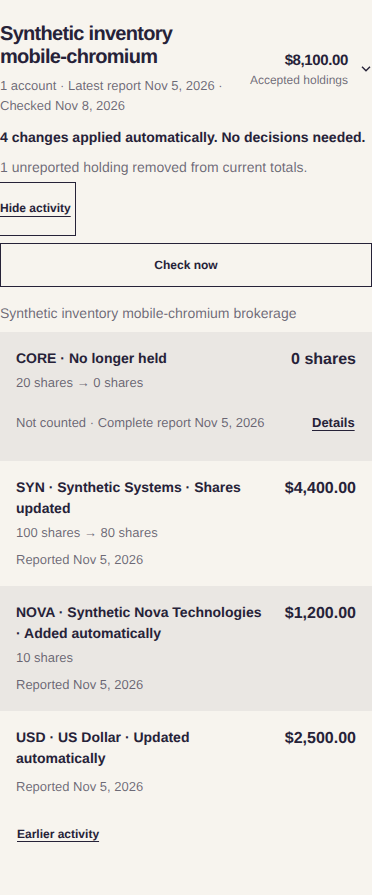 Synthetic inventory
mobile-chromium
$8,100.00
Accepted holdings
1 account · Latest report Nov 5, 2026 ·
Checked Nov 8, 2026
4 changes applied automatically. No decisions needed.
1 unreported holding removed from current totals.
Hide activity
Check now
Synthetic inventory mobile-chromium brokerage
CORE · No longer held
0 shares
20 shares → 0 shares
Not counted · Complete report Nov 5, 2026
Details
SYN · Synthetic Systems · Shares
updated
$4,400.00
100 shares → 80 shares
Reported Nov 5, 2026
NOVA · Synthetic Nova Technologies
· Added automatically
$1,200.00
10 shares
Reported Nov 5, 2026
USD · US Dollar · Updated
automatically
$2,500.00
Reported Nov 5, 2026
Earlier activity